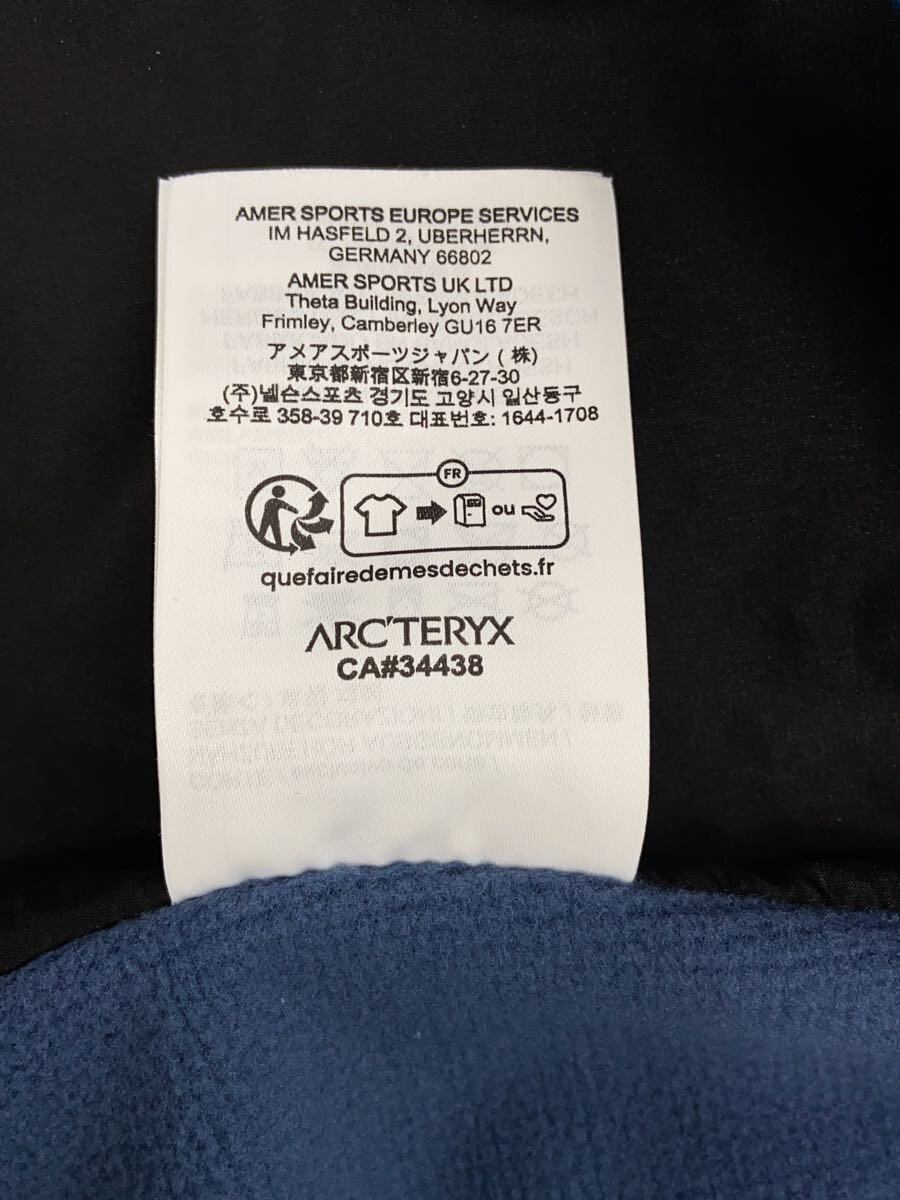 AMER SPORTS EUROPE SERVICES
IM HASFELD 2, UBERHERRN,
GERMANY 66802
AMER SPORTS UK LTD
Theta Building, Lyon Way
Frimley, Camberley GU16 7ER
アメアスポーツジャパン (株)
東京都新宿区新宿6-27-30
(주)넬슨스포츠 경기도 고양시 일산동구
호수로 358-39 710호 대표번호: 1644-1708
FR
ou
quefairedemesdechets.fr
ARC'TERYX
CA#34438